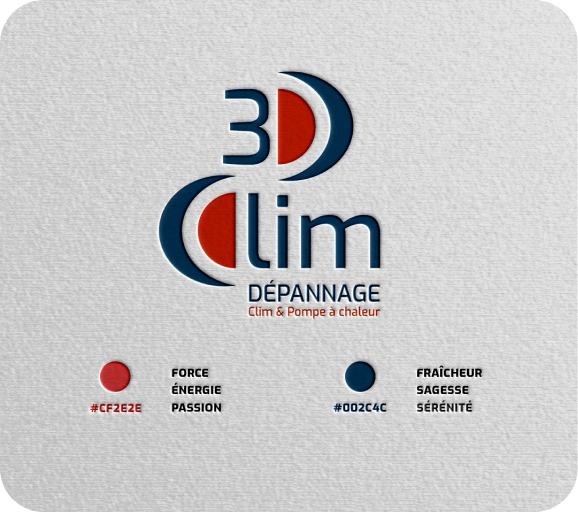 3D
Clim
DÉPANNAGE
Clim & Pompe à chaleur
FORCE
ÉNERGIE
PASSION
#CF2E2E
FRAÎCHEUR
SAGESSE
SÉRÉNITÉ
#002C4C